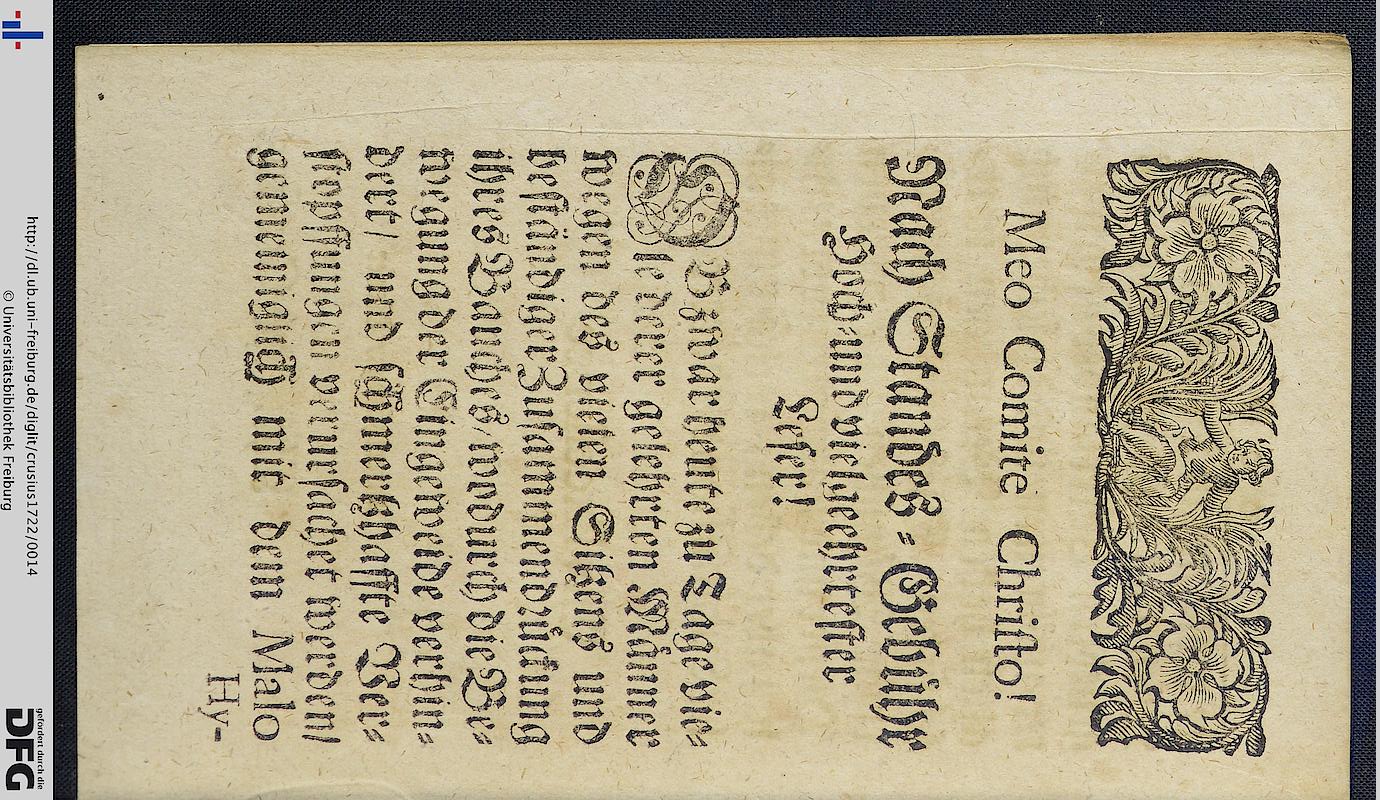 Meo Comite Chriſto!
Nach Standes-Gebühr
Hoch- und vielgeehrteſter
Leſer!
OBzwar heute zu Tage vie-
le derer gelehrten Männer
wegen des vielen Sitzens und
beſtändiger Zuſammendrückung
ihres Bauches, wodurch die Be-
wegung der Eingeweide verhin-
dert/ und ſchmertzhaffte Ver-
ſtopffungen verurſachet werden/
gemeiniglich mit dem Malo
Hy-
http://dl.ub.uni-freiburg.de/diglit/crusius1722/0014
© Universitätsbibliothek Freiburg
gefördert durch die
DFG